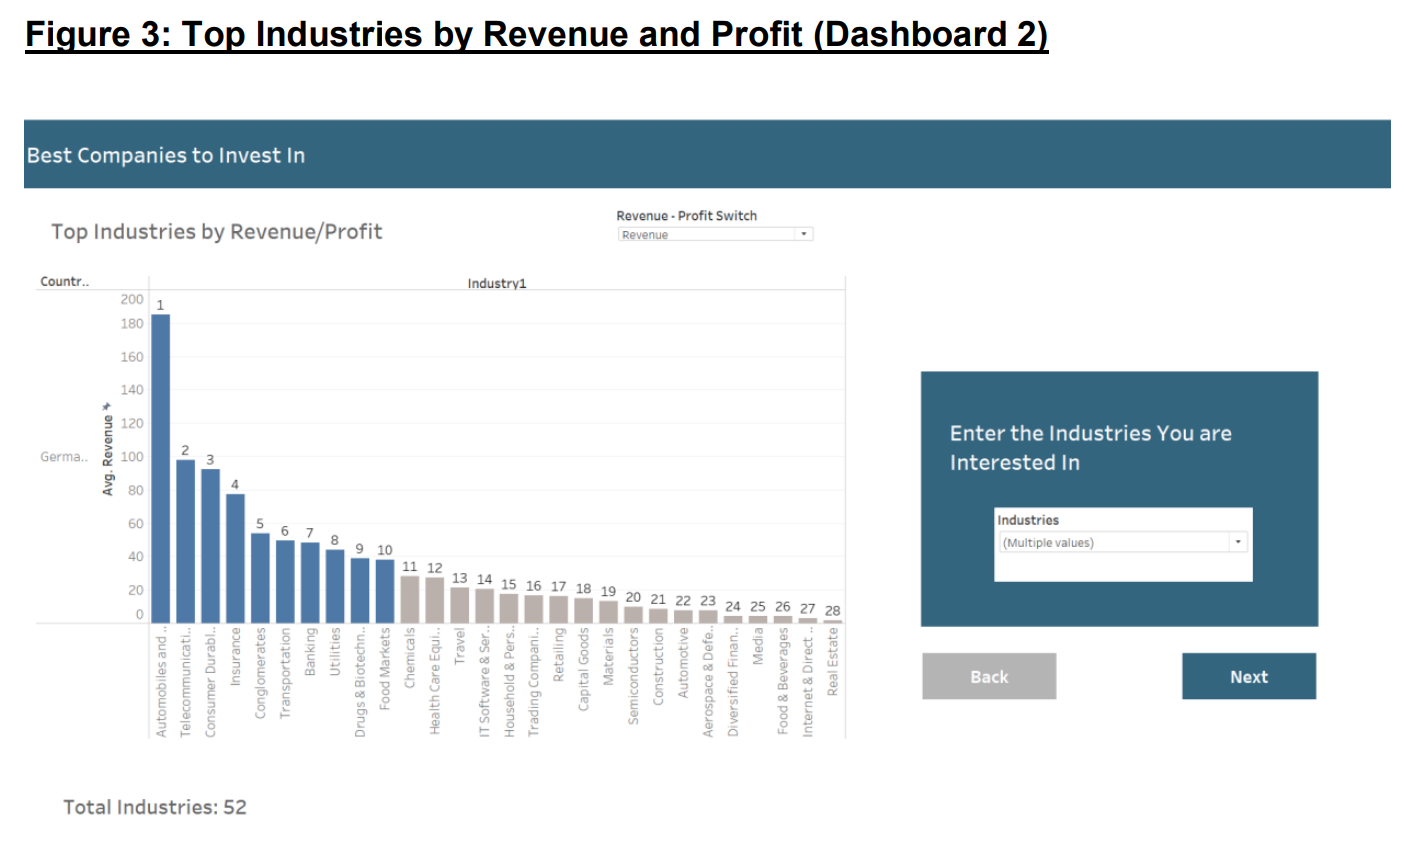 Figure 3: Top Industries by Revenue and Profit (Dashboard 2)
Best Companies to Invest In
Top Industries by Revenue/Profit
Revenue - Profit Switch
Revenue
Countr..
Industry1
200
180
160
140
120
100
80
60
40
20
0
Avg. Revenue
Germa..
1
2
3
4
5
6
7
8
9
10
11
12
13
14
15
16
17
18
19
20
21
22
23
24
25
26
27
28
Automobiles and ..
Telecommunicati..
Consumer Durabl..
Insurance
Conglomerates
Transportation
Banking
Utilities
Drugs & Biotechn..
Food Markets
Chemicals
Health Care Equi..
Travel
IT Software & Ser..
Household & Pers..
Trading Compani..
Retailing
Capital Goods
Materials
Semiconductors
Construction
Automotive
Aerospace & Defe..
Diversified Finan..
Media
Food & Beverages
Internet & Direct ..
Real Estate
Enter the Industries You are
Interested In
Industries
(Multiple values)
Back
Next
Total Industries: 52